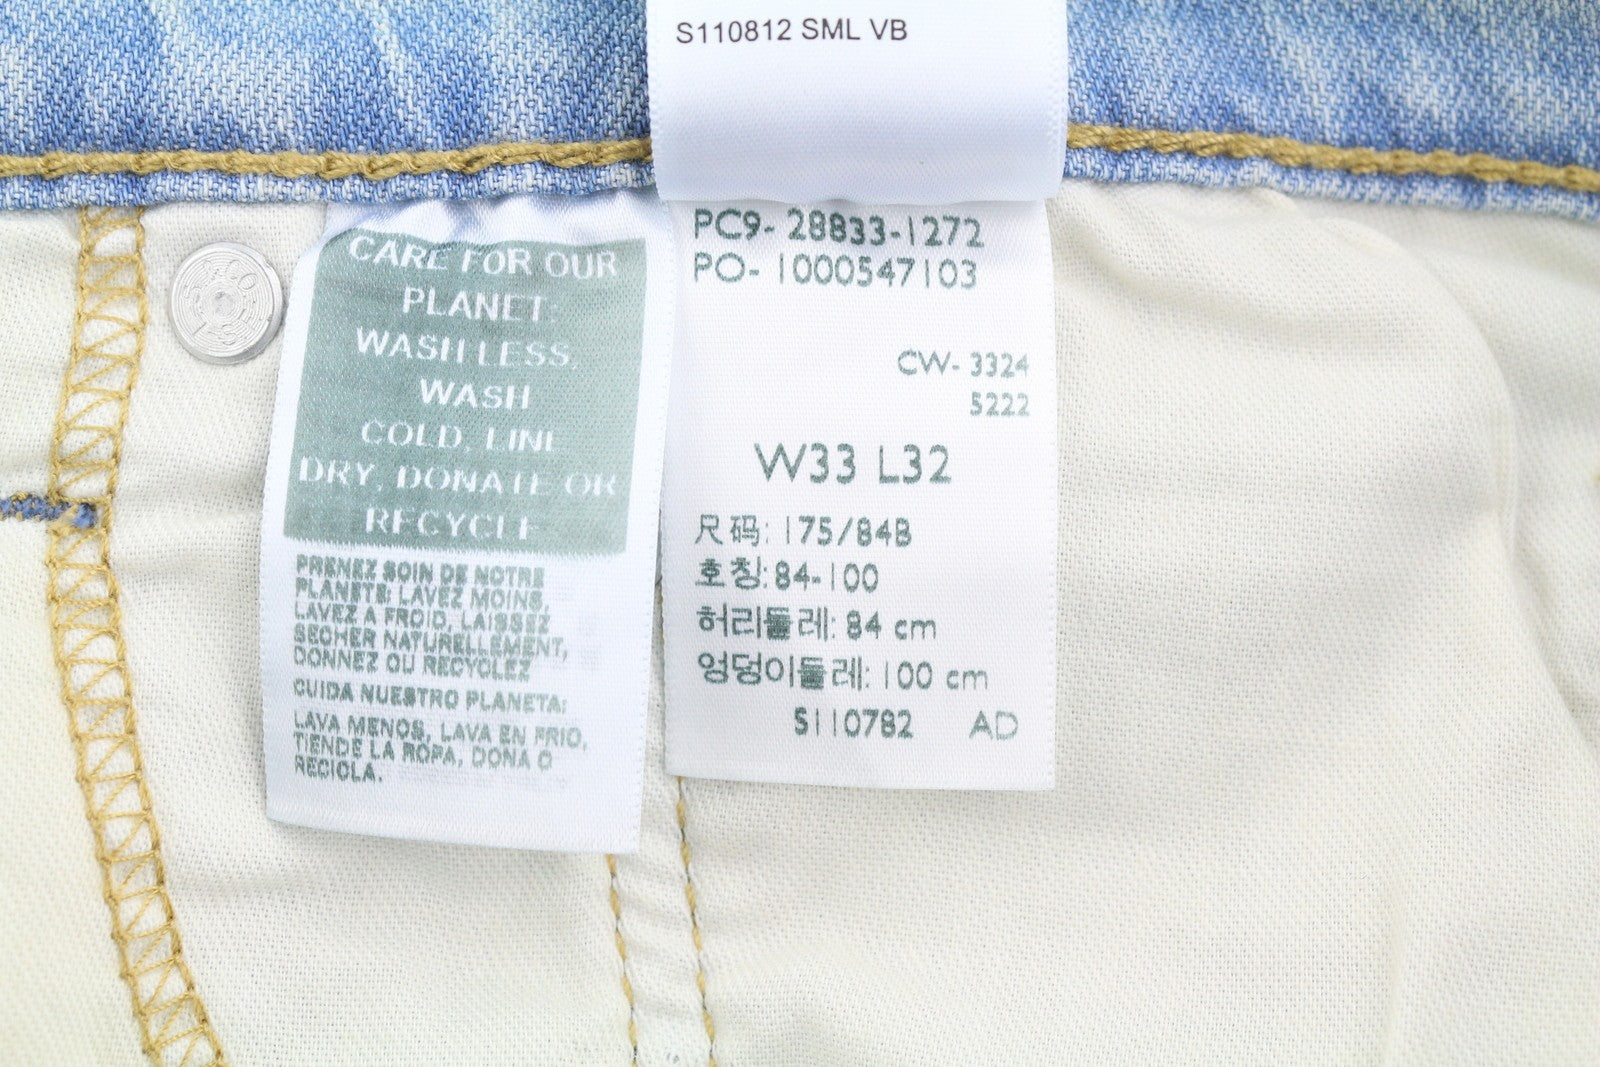 S110812 SML VB
CARE FOR OUR
PLANET:
WASH LESS,
WASH
COLD, LINE
DRY, DONATE OR
RECYCLE
PRENEZ SOIN DE NOTRE
PLANETE: LAVEZ MOINS,
LAVEZ A FROID, LAISSEZ
SECHER NATURELLEMENT,
DONNEZ OU RECYCLEZ
CUIDA NUESTRO PLANETA:
LAVA MENOS, LAVA EN FRIO,
TIENDE LA ROPA, DONA O
RECICLA.
PC9- 28833-1272
PO- 1000547103
CW- 3324
5222
W33 L32
尺码: 175/84B
호칭: 84-100
허리둘레: 84 cm
엉덩이둘레: 100 cm
S110782 AD